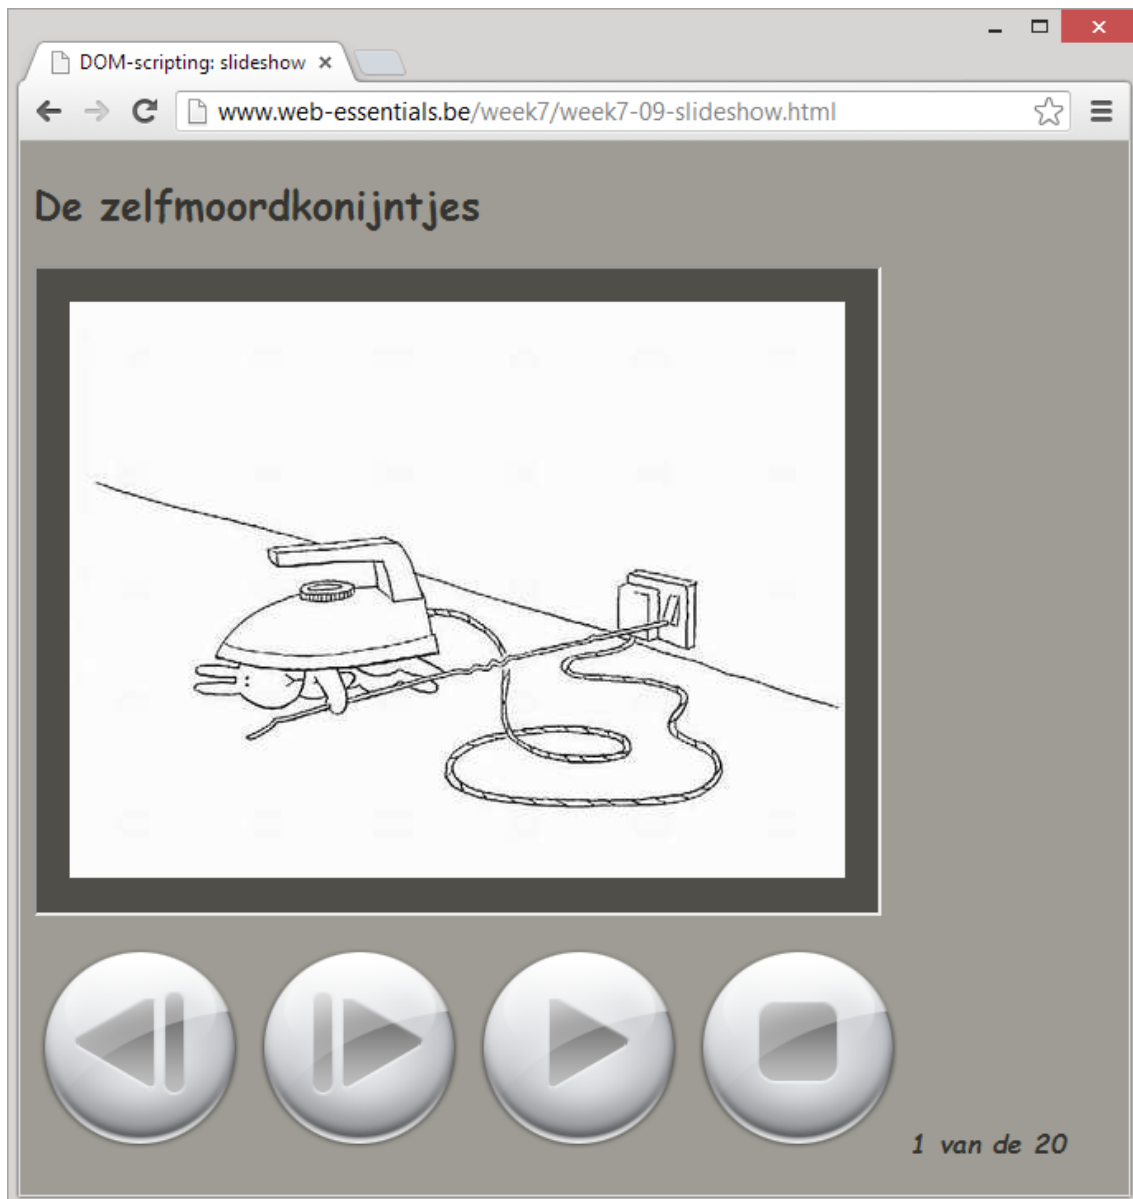 DOM-scripting: slideshow
www.web-essentials.be/week7/week7-09-slideshow.html
De zelfmoordkonijntjes
1 van de 20